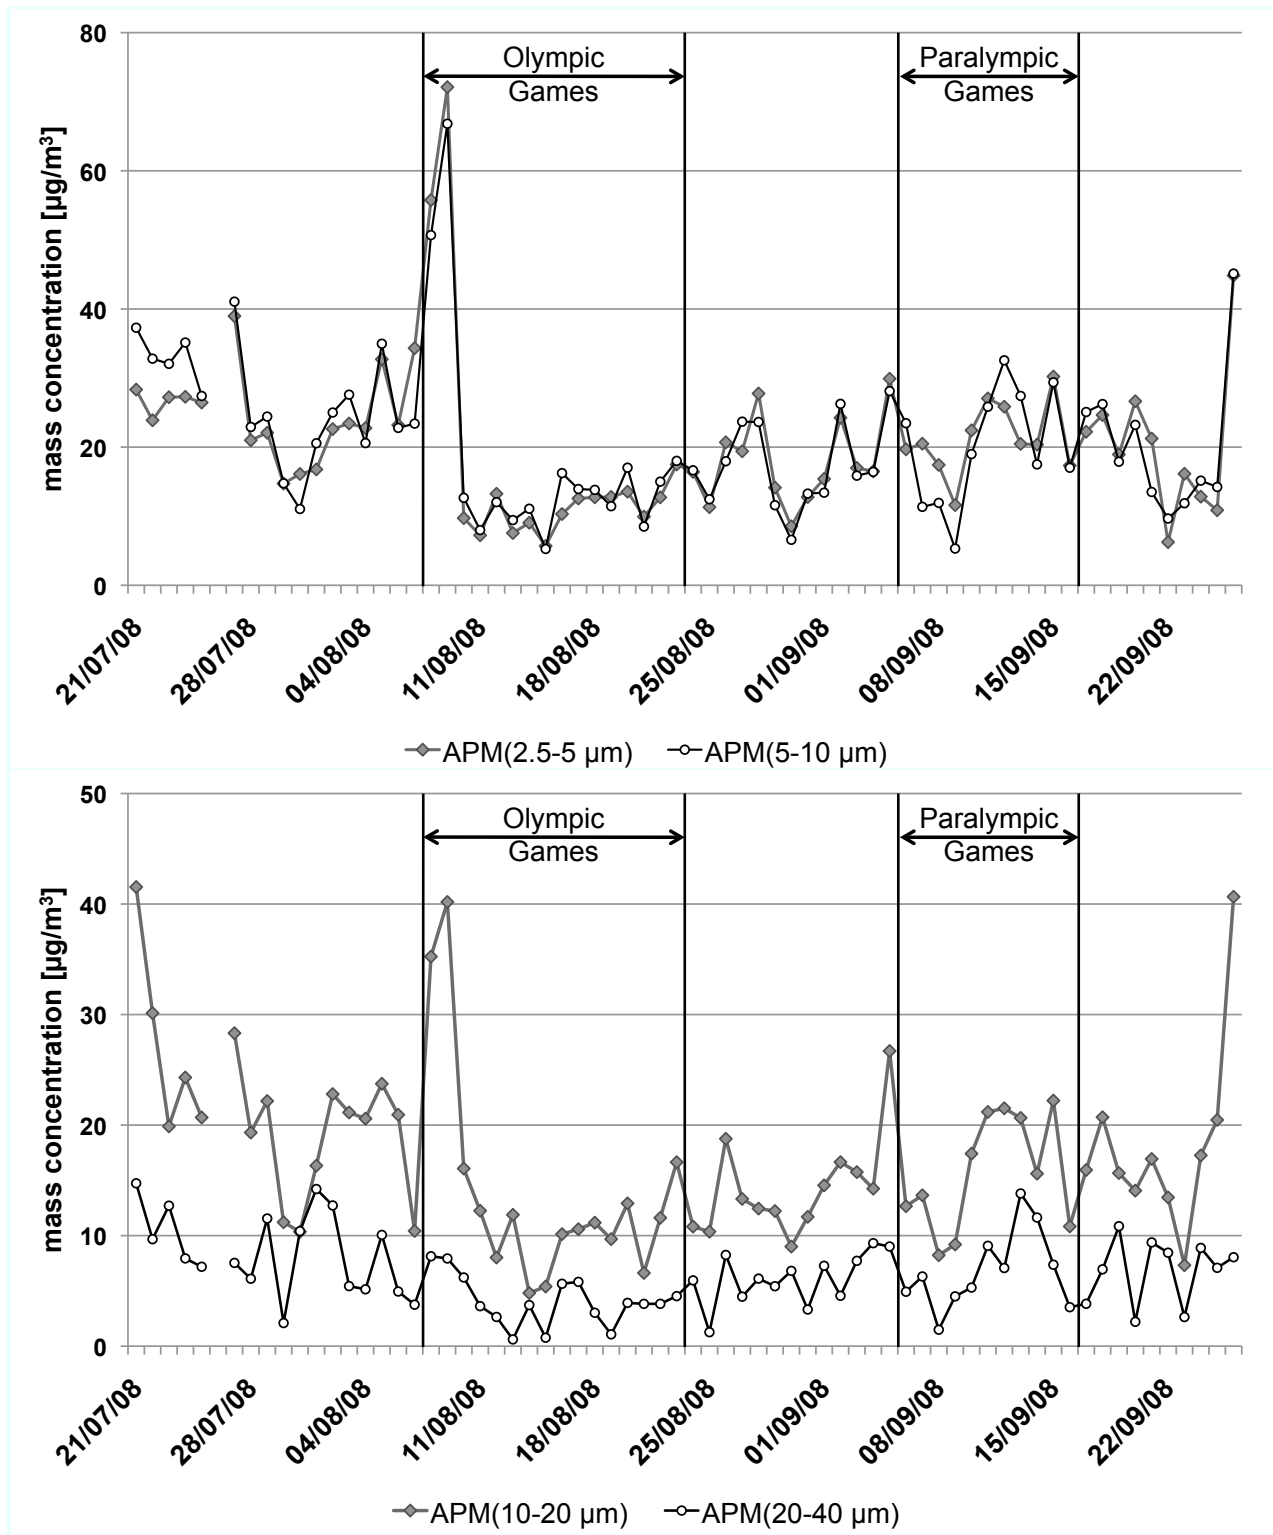 80
60
40
20
0
mass concentration [µg/m³]
Olympic
Games
Paralympic
Games
21/07/08
28/07/08
04/08/08
11/08/08
18/08/08
25/08/08
01/09/08
08/09/08
15/09/08
22/09/08
APM(2.5-5 µm)
APM(5-10 µm)
50
40
30
20
10
0
mass concentration [µg/m³]
Olympic
Games
Paralympic
Games
21/07/08
28/07/08
04/08/08
11/08/08
18/08/08
25/08/08
01/09/08
08/09/08
15/09/08
22/09/08
APM(10-20 µm)
APM(20-40 µm)